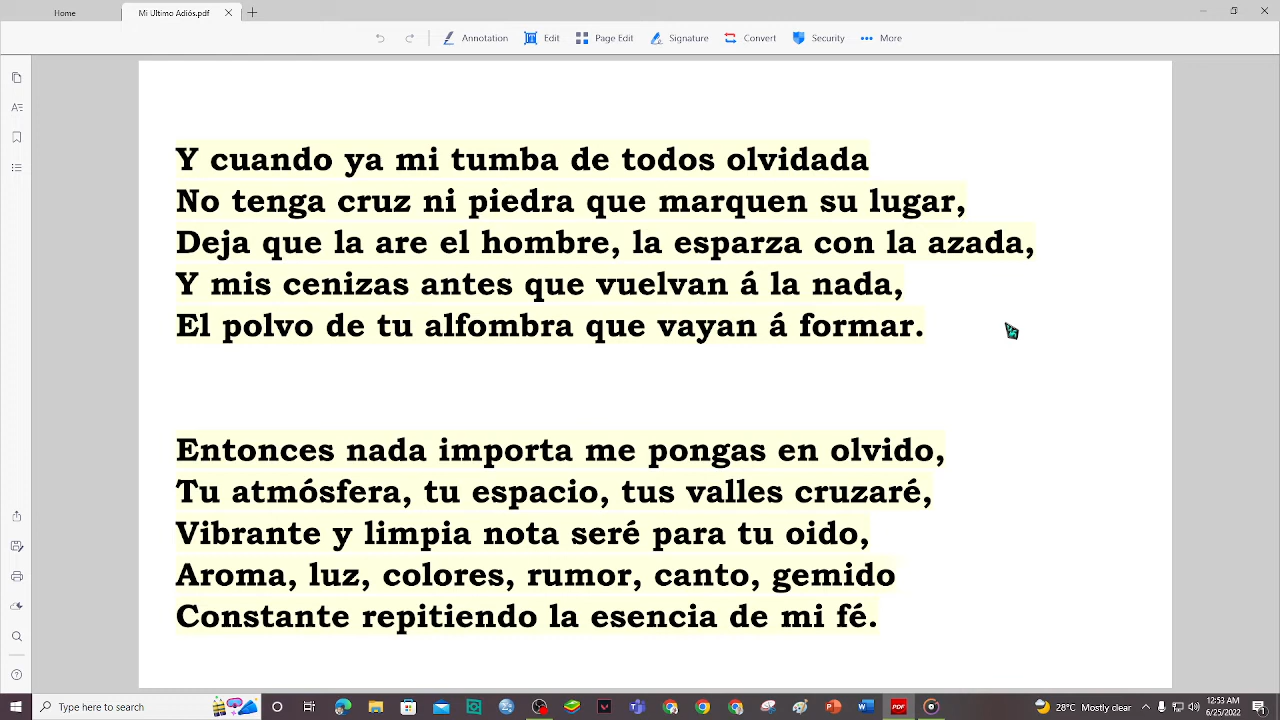 Home
Mi Ultimo Adiós.pdf
Annotation
Edit
Page Edit
Signature
Convert
Security
More
Y cuando ya mi tumba de todos olvidada
No tenga cruz ni piedra que marquen su lugar,
Deja que la are el hombre, la esparza con la azada,
Y mis cenizas antes que vuelvan á la nada,
El polvo de tu alfombra que vayan á formar.
Entonces nada importa me pongas en olvido,
Tu atmósfera, tu espacio, tus valles cruzaré,
Vibrante y limpia nota seré para tu oido,
Aroma, luz, colores, rumor, canto, gemido
Constante repitiendo la esencia de mi fé.
Type here to search
PDF
28°C Mostly clear
12:53 AM
6/25/2022